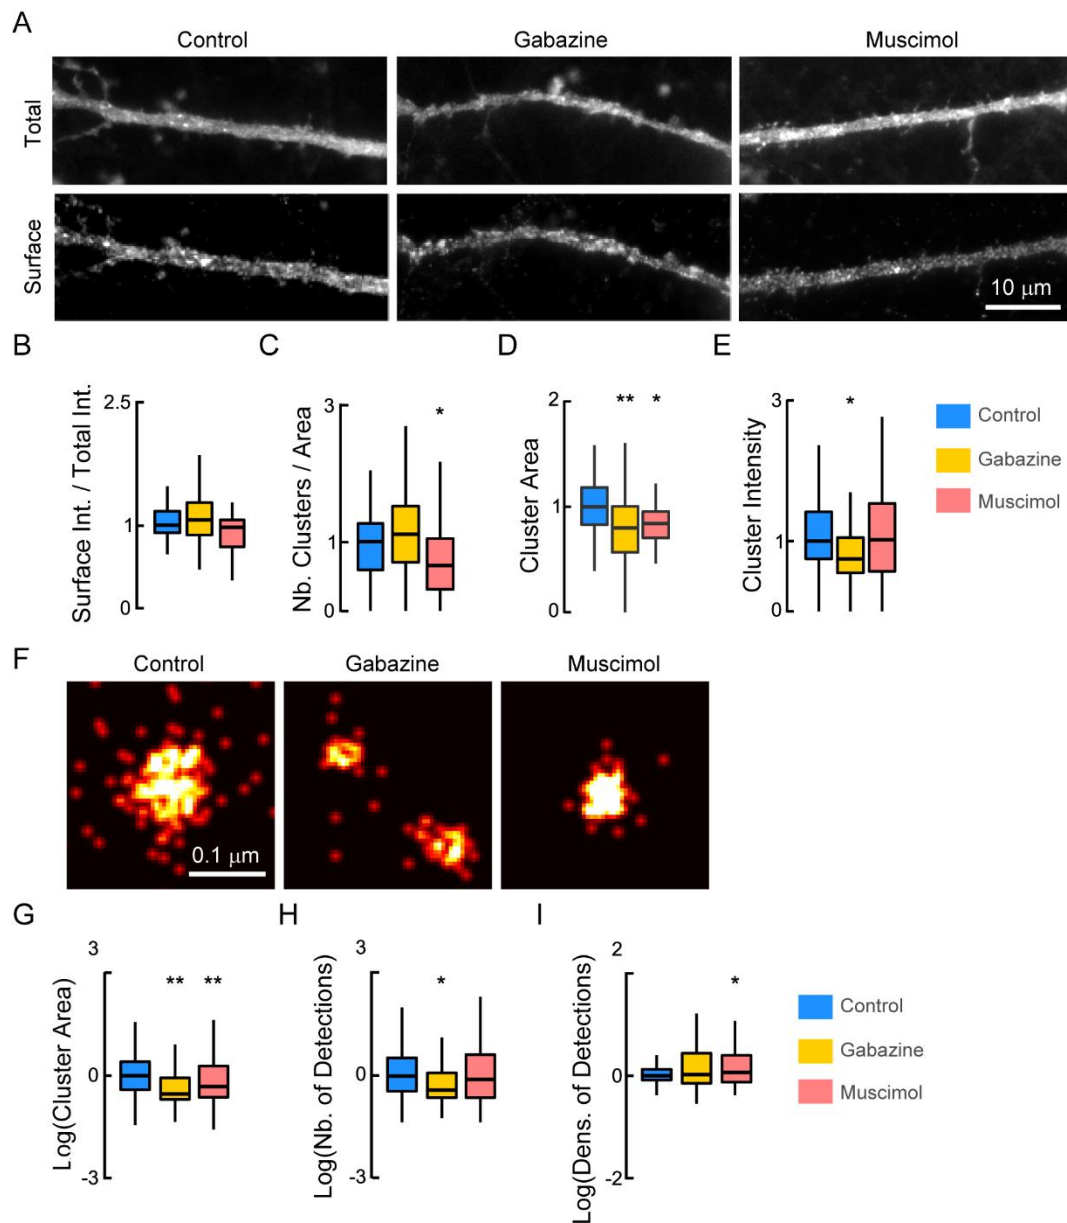 A
Control
Gabazine
Muscimol
Total
Surface
10 μm
B
C
D
E
Surface Int. / Total Int.
2.5
1
0
Nb. Clusters / Area
3
1
0
*
Cluster Area
2
1
0
**
*
Cluster Intensity
3
1
0
*
Control
Gabazine
Muscimol
F
Control
Gabazine
Muscimol
0.1 μm
G
H
I
Log(Cluster Area)
3
0
-3
**
**
Log(Nb. of Detections)
3
0
-3
*
Log(Dens. of Detections)
2
0
-2
*
Control
Gabazine
Muscimol